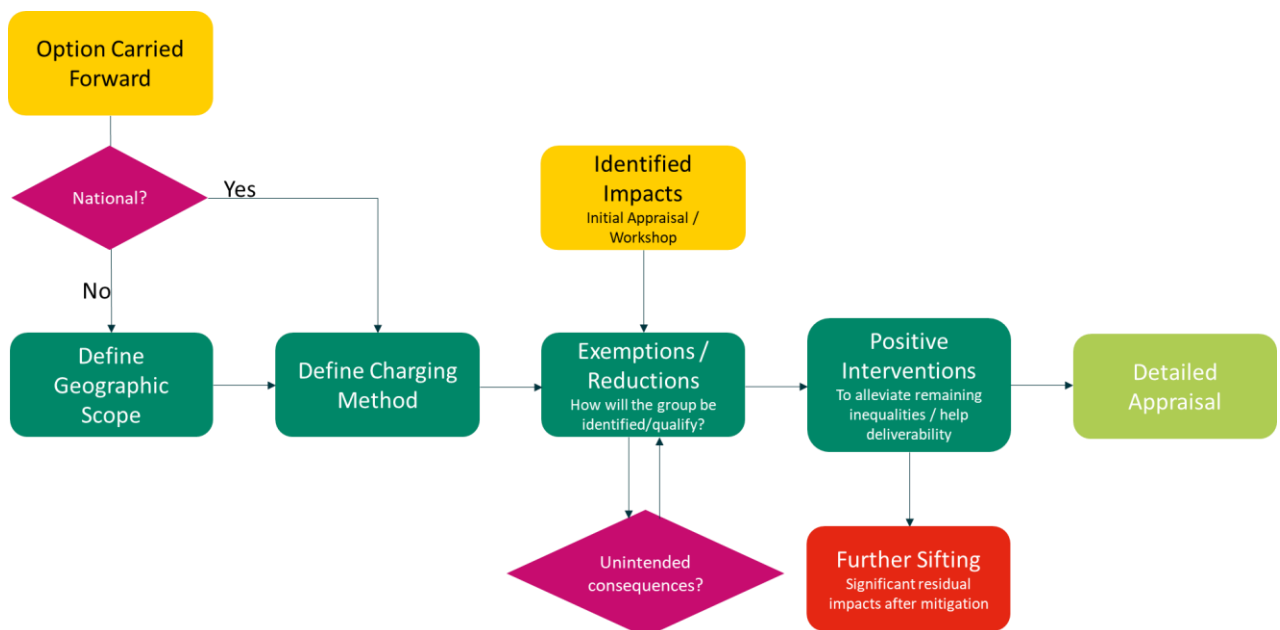 Option Carried
Forward
National?
Yes
No
Identified
Impacts
Initial Appraisal /
Workshop
Define
Geographic
Scope
Define Charging
Method
Exemptions /
Reductions
How will the group be
identified/qualify?
Positive
Interventions
To alleviate remaining
inequalities / help
deliverability
Detailed
Appraisal
Unintended
consequences?
Further Sifting
Significant residual
impacts after mitigation